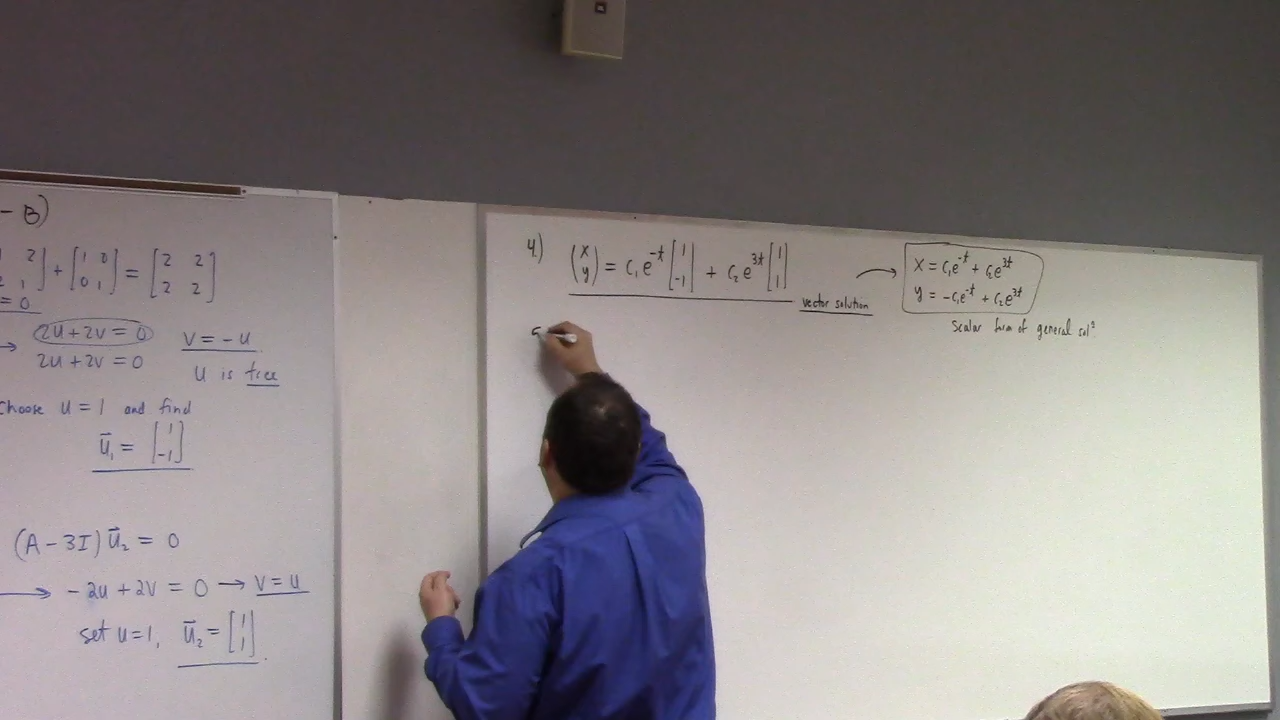 - B)
2] + [1 0] = [2 2]
2 1] [0 1] [2 2]
= 0
→ 2u + 2v = 0 v = -u
2u + 2v = 0 u is free
Choose u = 1 and find
u⃗₁ = [1
-1]
(A - 3I) u⃗₂ = 0
→ -2u + 2v = 0 → v = u
set u = 1, u⃗₂ = [1
1].
4.) (x
y) = c₁e⁻ᵗ [1
-1] + c₂e³ᵗ [1
1]
vector solution
→ x = c₁e⁻ᵗ + c₂e³ᵗ
y = -c₁e⁻ᵗ + c₂e³ᵗ
Scalar form of general solⁿ.